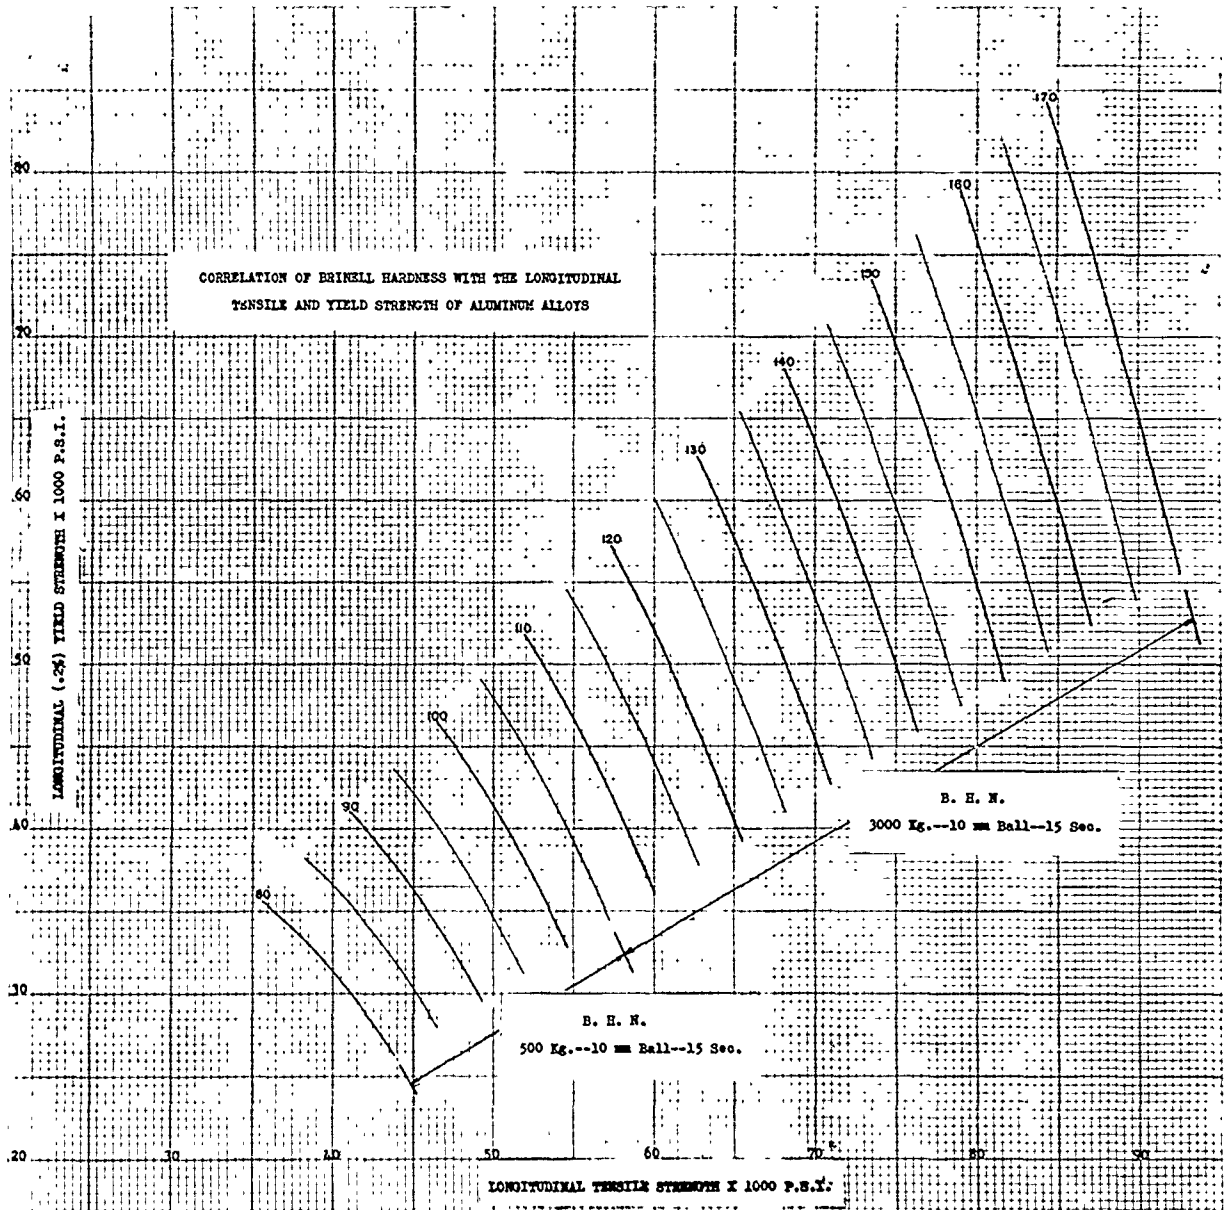 170
80
160
CORRELATION OF BRINELL HARDNESS WITH THE LONGITUDINAL
TENSILE AND YIELD STRENGTH OF ALUMINUM ALLOYS
150
70
140
LONGITUDINAL (.2%) YIELD STRENGTH X 1000 P.S.I.
130
60
120
110
50
100
B. H. N.
3000 Kg.--10 mm Ball--15 Sec.
90
40
80
30
B. H. N.
500 Kg.--10 mm Ball--15 Sec.
20 30 40 50 60 70 80 90
LONGITUDINAL TENSILE STRENGTH X 1000 P.S.I.